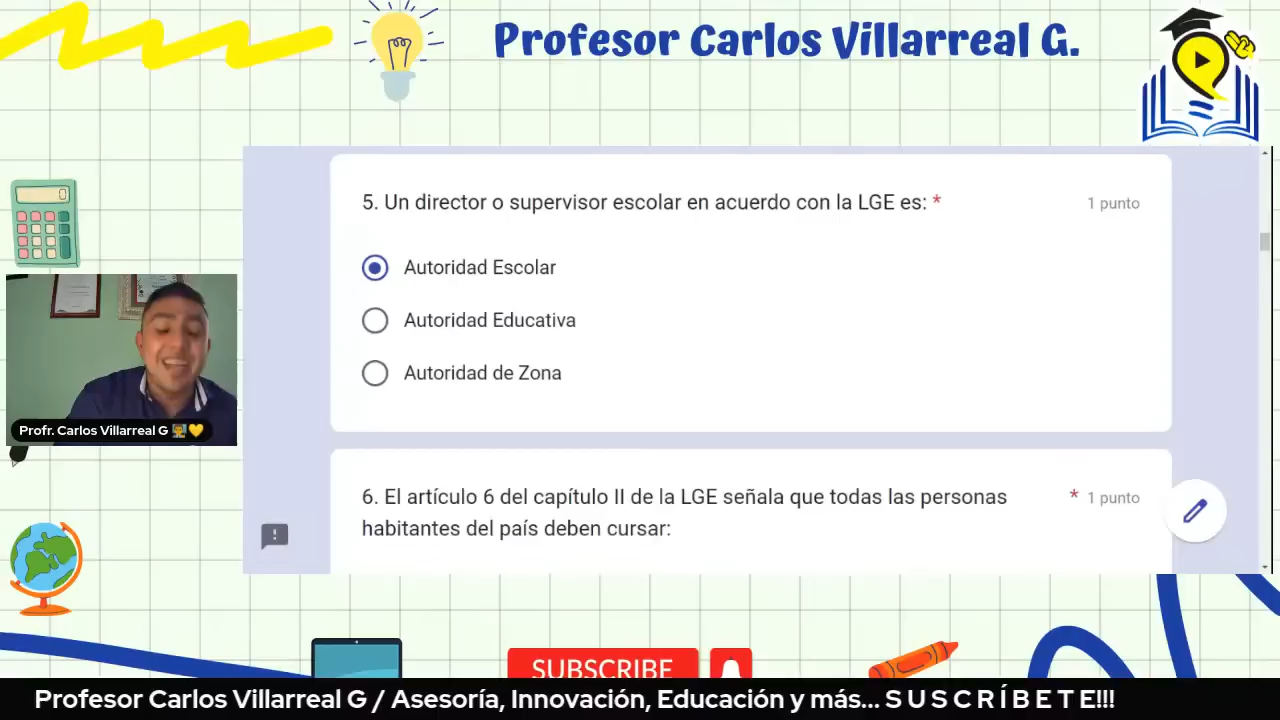 Profesor Carlos Villarreal G.
0
5. Un director o supervisor escolar en acuerdo con la LGE es: *
1 punto
Autoridad Escolar
Autoridad Educativa
Autoridad de Zona
Profr. Carlos Villarreal G 👨‍🏫💛
6. El artículo 6 del capítulo II de la LGE señala que todas las personas
* 1 punto
habitantes del país deben cursar:
SUBSCRIBE
Profesor Carlos Villarreal G / Asesoría, Innovación, Educación y más... S U S C R Í B E T E!!!